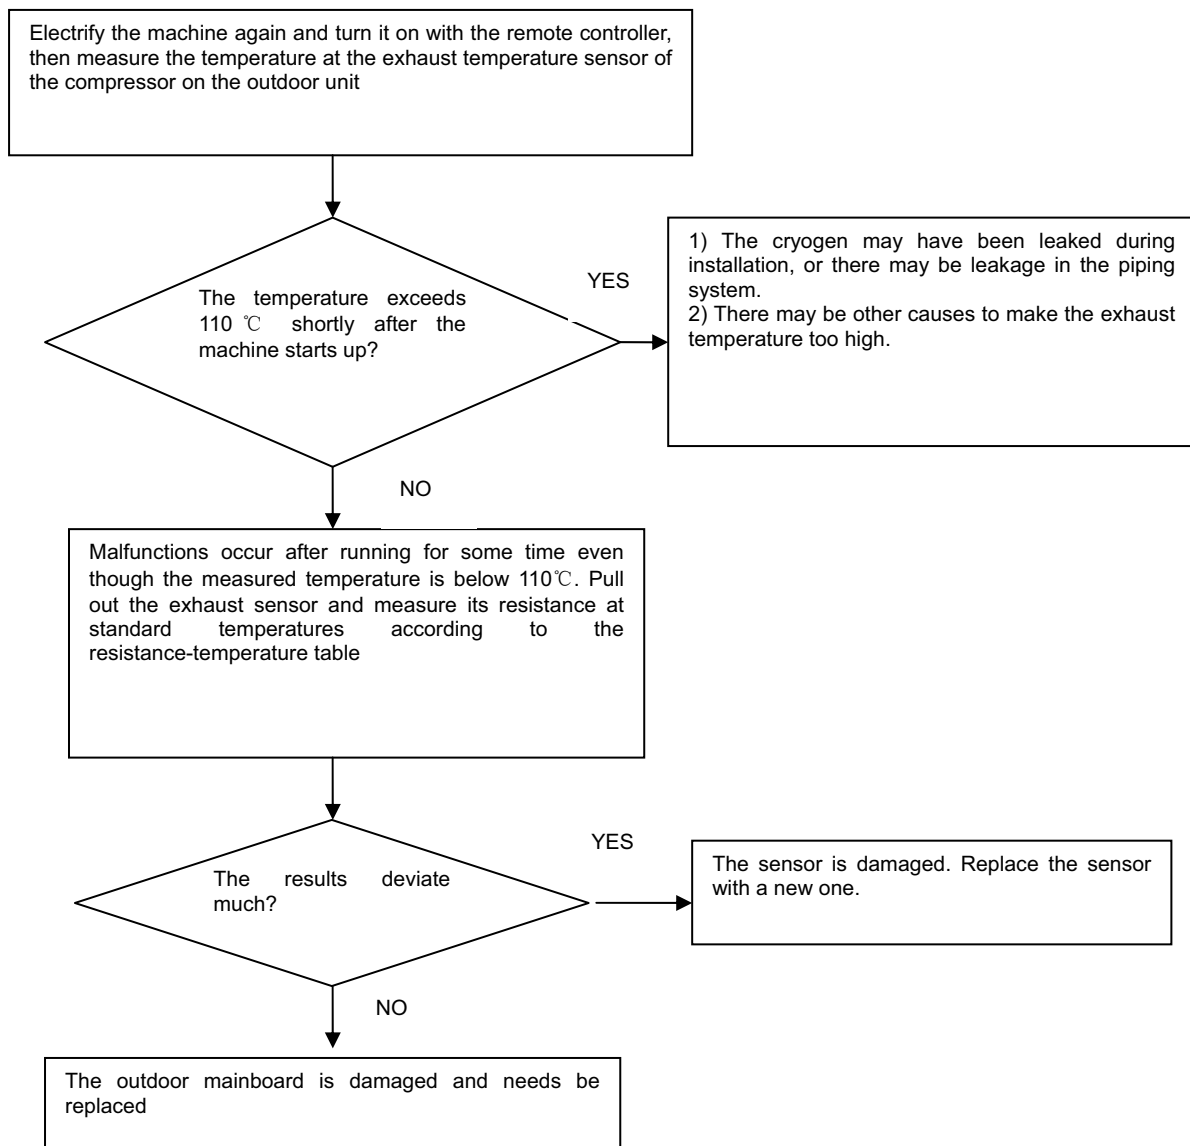 Electrify the machine again and turn it on with the remote controller,
then measure the temperature at the exhaust temperature sensor of
the compressor on the outdoor unit
The temperature exceeds
110 ℃ shortly after the
machine starts up?
YES
1) The cryogen may have been leaked during
installation, or there may be leakage in the piping
system.
2) There may be other causes to make the exhaust
temperature too high.
NO
Malfunctions occur after running for some time even
though the measured temperature is below 110℃. Pull
out the exhaust sensor and measure its resistance at
standard temperatures according to the
resistance-temperature table
The results deviate
much?
YES
The sensor is damaged. Replace the sensor
with a new one.
NO
The outdoor mainboard is damaged and needs be
replaced